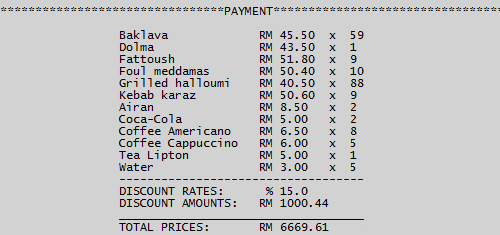 ********************************PAYMENT*********************************
Baklava RM 45.50 x 59
Dolma RM 43.50 x 1
Fattoush RM 51.80 x 9
Foul meddamas RM 50.40 x 10
Grilled halloumi RM 40.50 x 88
Kebab karaz RM 50.60 x 9
Airan RM 8.50 x 2
Coca-Cola RM 5.00 x 2
Coffee Americano RM 6.50 x 8
Coffee Cappuccino RM 6.00 x 5
Tea Lipton RM 5.00 x 1
Water RM 3.00 x 5
-----------------------------------
DISCOUNT RATES: % 15.0
DISCOUNT AMOUNTS: RM 1000.44
___________________________________
TOTAL PRICES: RM 6669.61